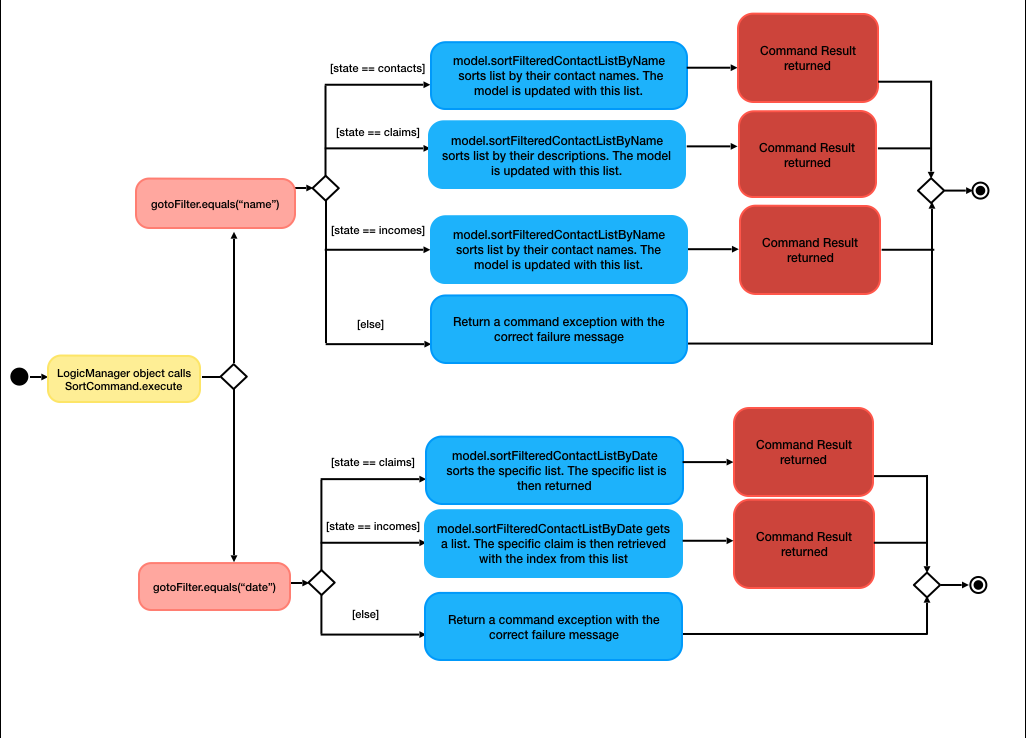 [state == contacts]
model.sortFilteredContactListByName
sorts list by their contact names. The
model is updated with this list.
Command Result
returned
[state == claims]
model.sortFilteredContactListByName
sorts list by their descriptions. The model
is updated with this list.
Command Result
returned
gotoFilter.equals(“name”)
[state == incomes]
model.sortFilteredContactListByName
sorts list by their contact names. The
model is updated with this list.
Command Result
returned
[else]
Return a command exception with the
correct failure message
LogicManager object calls
SortCommand.execute
[state == claims]
model.sortFilteredContactListByDate
sorts the specific list. The specific list is
then returned
Command Result
returned
[state == incomes]
model.sortFilteredContactListByDate gets
a list. The specific claim is then retrieved
with the index from this list
Command Result
returned
gotoFilter.equals(“date”)
[else]
Return a command exception with the
correct failure message